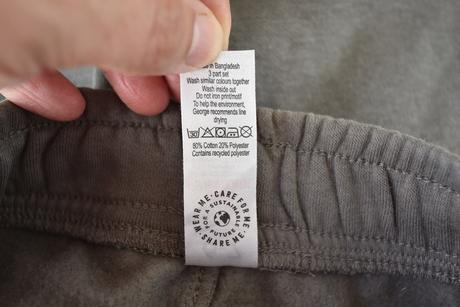 in Bangladesh
3 part set
Wash similar colours together
Wash inside out
Do not iron print/motif
To help the environment,
George recommends line
drying
80% Cotton 20% Polyester
Contains recycled polyester
WEAR ME · CARE FOR ME · SHARE ME ·
FOR A SUSTAINABLE FUTURE